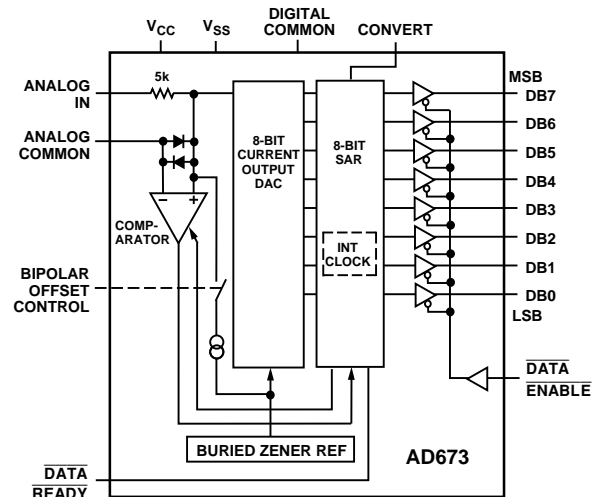 V_CC
V_SS
DIGITAL
COMMON
CONVERT
ANALOG
IN
5k
ANALOG
COMMON
8-BIT
CURRENT
OUTPUT
DAC
8-BIT
SAR
MSB
DB7
DB6
DB5
DB4
DB3
DB2
DB1
DB0
LSB
−
+
COMP-
ARATOR
INT
CLOCK
BIPOLAR
OFFSET
CONTROL
DATA
ENABLE
BURIED ZENER REF
AD673
DATA
READY